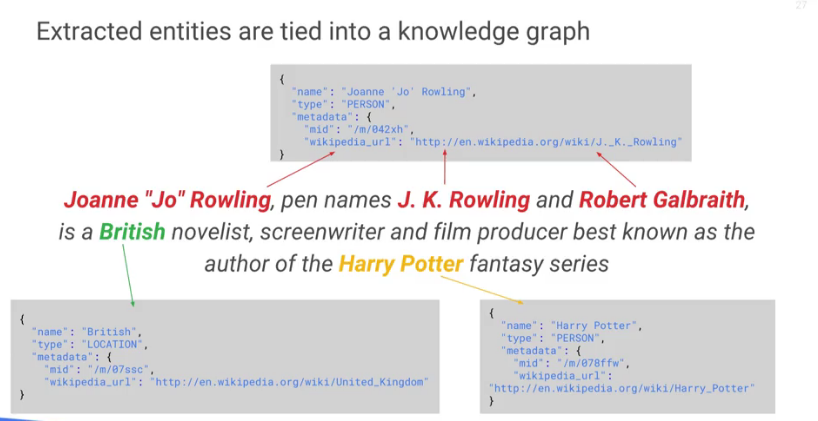 27
Extracted entities are tied into a knowledge graph
{
"name": "Joanne 'Jo' Rowling",
"type": "PERSON",
"metadata": {
"mid": "/m/042xh",
"wikipedia_url": "http://en.wikipedia.org/wiki/J._K._Rowling"
}
Joanne "Jo" Rowling, pen names J. K. Rowling and Robert Galbraith,
is a British novelist, screenwriter and film producer best known as the
author of the Harry Potter fantasy series
{
"name": "British",
"type": "LOCATION",
"metadata": {
"mid": "/m/07ssc",
"wikipedia_url": "http://en.wikipedia.org/wiki/United_Kingdom"
}
{
"name": "Harry Potter",
"type": "PERSON",
"metadata": {
"mid": "/m/078ffw",
"wikipedia_url":
"http://en.wikipedia.org/wiki/Harry_Potter"
}